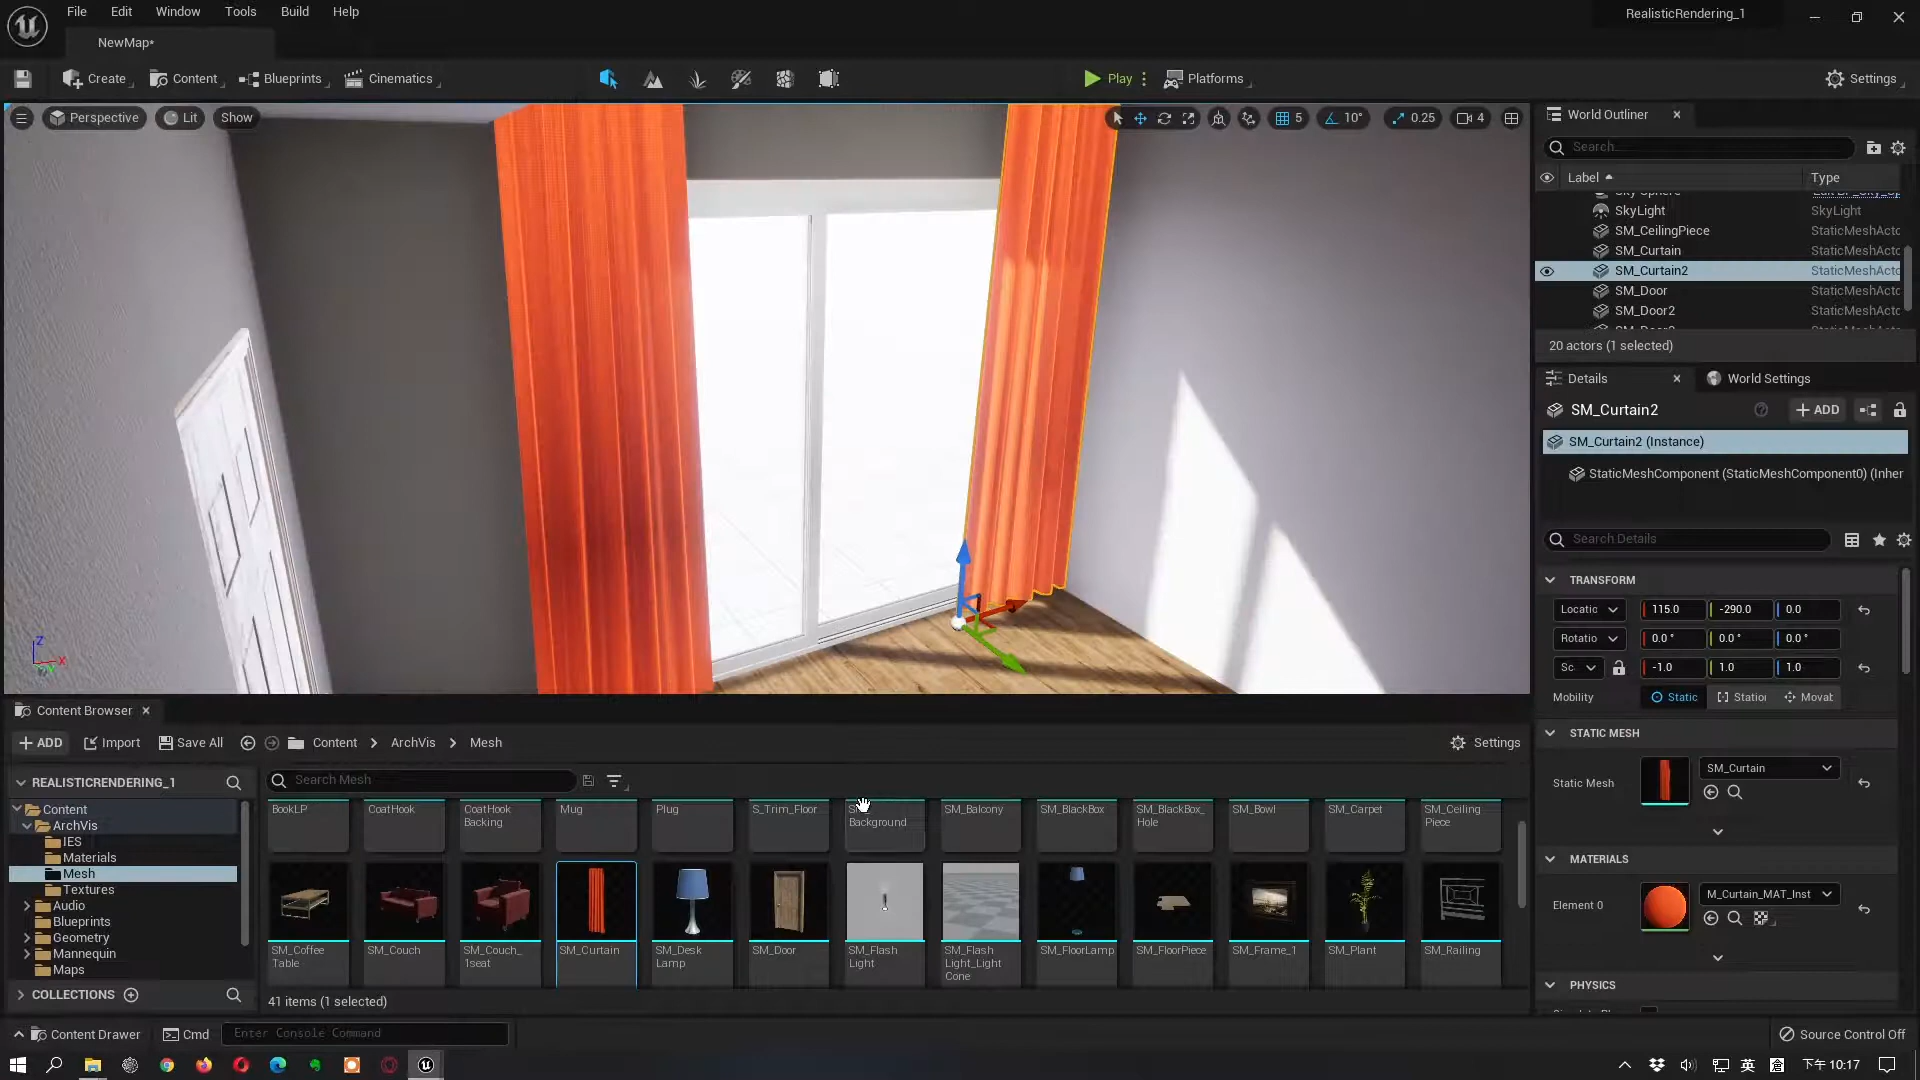 File Edit Window Tools Build Help
RealisticRendering_1
NewMap*
Create Content Blueprints Cinematics
Play Platforms
Settings
Perspective Lit Show
5 10° 0.25 4
World Outliner
Search...
Label Type
SkyLight SkyLight
SM_CeilingPiece StaticMeshActo
SM_Curtain StaticMeshActo
SM_Curtain2 StaticMeshActo
SM_Door StaticMeshActo
SM_Door2 StaticMeshActo
20 actors (1 selected)
Details World Settings
SM_Curtain2
ADD
SM_Curtain2 (Instance)
StaticMeshComponent (StaticMeshComponent0) (Inher
Search Details
TRANSFORM
Locatic 115.0 -290.0 0.0
Rotatio 0.0 ° 0.0 ° 0.0 °
Sc -1.0 1.0 1.0
Mobility Static Statioı Movat
STATIC MESH
Static Mesh SM_Curtain
MATERIALS
Element 0 M_Curtain_MAT_Inst
PHYSICS
Z
X
Content Browser
ADD Import Save All Content ArchVis Mesh Settings
REALISTICRENDERING_1
Search Mesh
Content
ArchVis
IES
Materials
Mesh
Textures
Audio
Blueprints
Geometry
Mannequin
Maps
COLLECTIONS
BookLP
CoatHook
CoatHook
Backing
Mug
Plug
S_Trim_Floor
Background
SM_Balcony
SM_BlackBox
SM_BlackBox_
Hole
SM_Bowl
SM_Carpet
SM_Ceiling
Piece
SM_Coffee
Table
SM_Couch
SM_Couch_
1seat
SM_Curtain
SM_Desk
Lamp
SM_Door
SM_Flash
Light
SM_Flash
Light_Light
Cone
SM_FloorLamp
SM_FloorPiece
SM_Frame_1
SM_Plant
SM_Railing
41 items (1 selected)
Content Drawer Cmd Enter Console Command
Source Control Off
英 下午 10:17